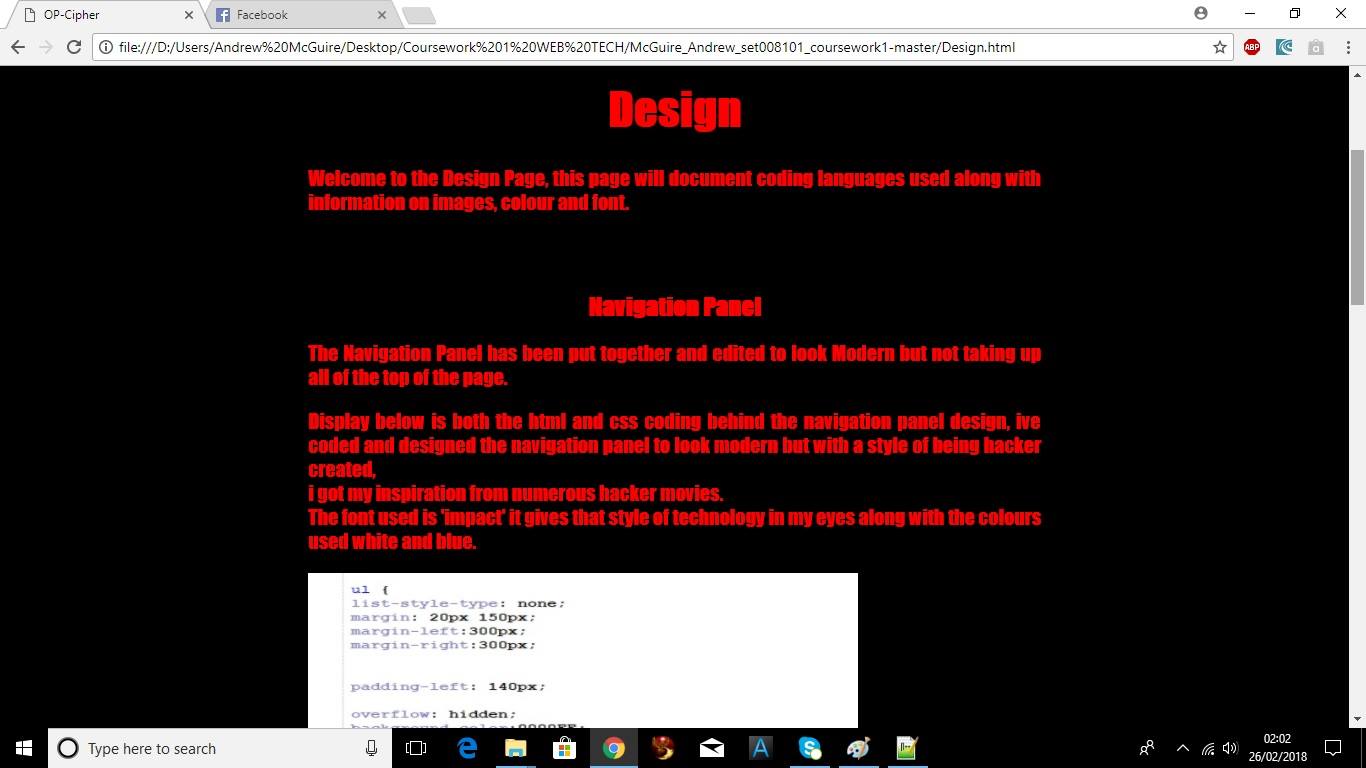 OP-Cipher
Facebook
file:///D:/Users/Andrew%20McGuire/Desktop/Coursework%201%20WEB%20TECH/McGuire_Andrew_set008101_coursework1-master/Design.html
ABP
Design
Welcome to the Design Page, this page will document coding languages used along with
information on images, colour and font.
Navigation Panel
The Navigation Panel has been put together and edited to look Modern but not taking up
all of the top of the page.
Display below is both the html and css coding behind the navigation panel design, ive
coded and designed the navigation panel to look modern but with a style of being hacker
created,
i got my inspiration from numerous hacker movies.
The font used is 'impact' it gives that style of technology in my eyes along with the colours
used white and blue.
ul {
list-style-type: none;
margin: 20px 150px;
margin-left:300px;
margin-right:300px;
padding-left: 140px;
overflow: hidden;
background-color:0000FF;
Type here to search
02:02
26/02/2018